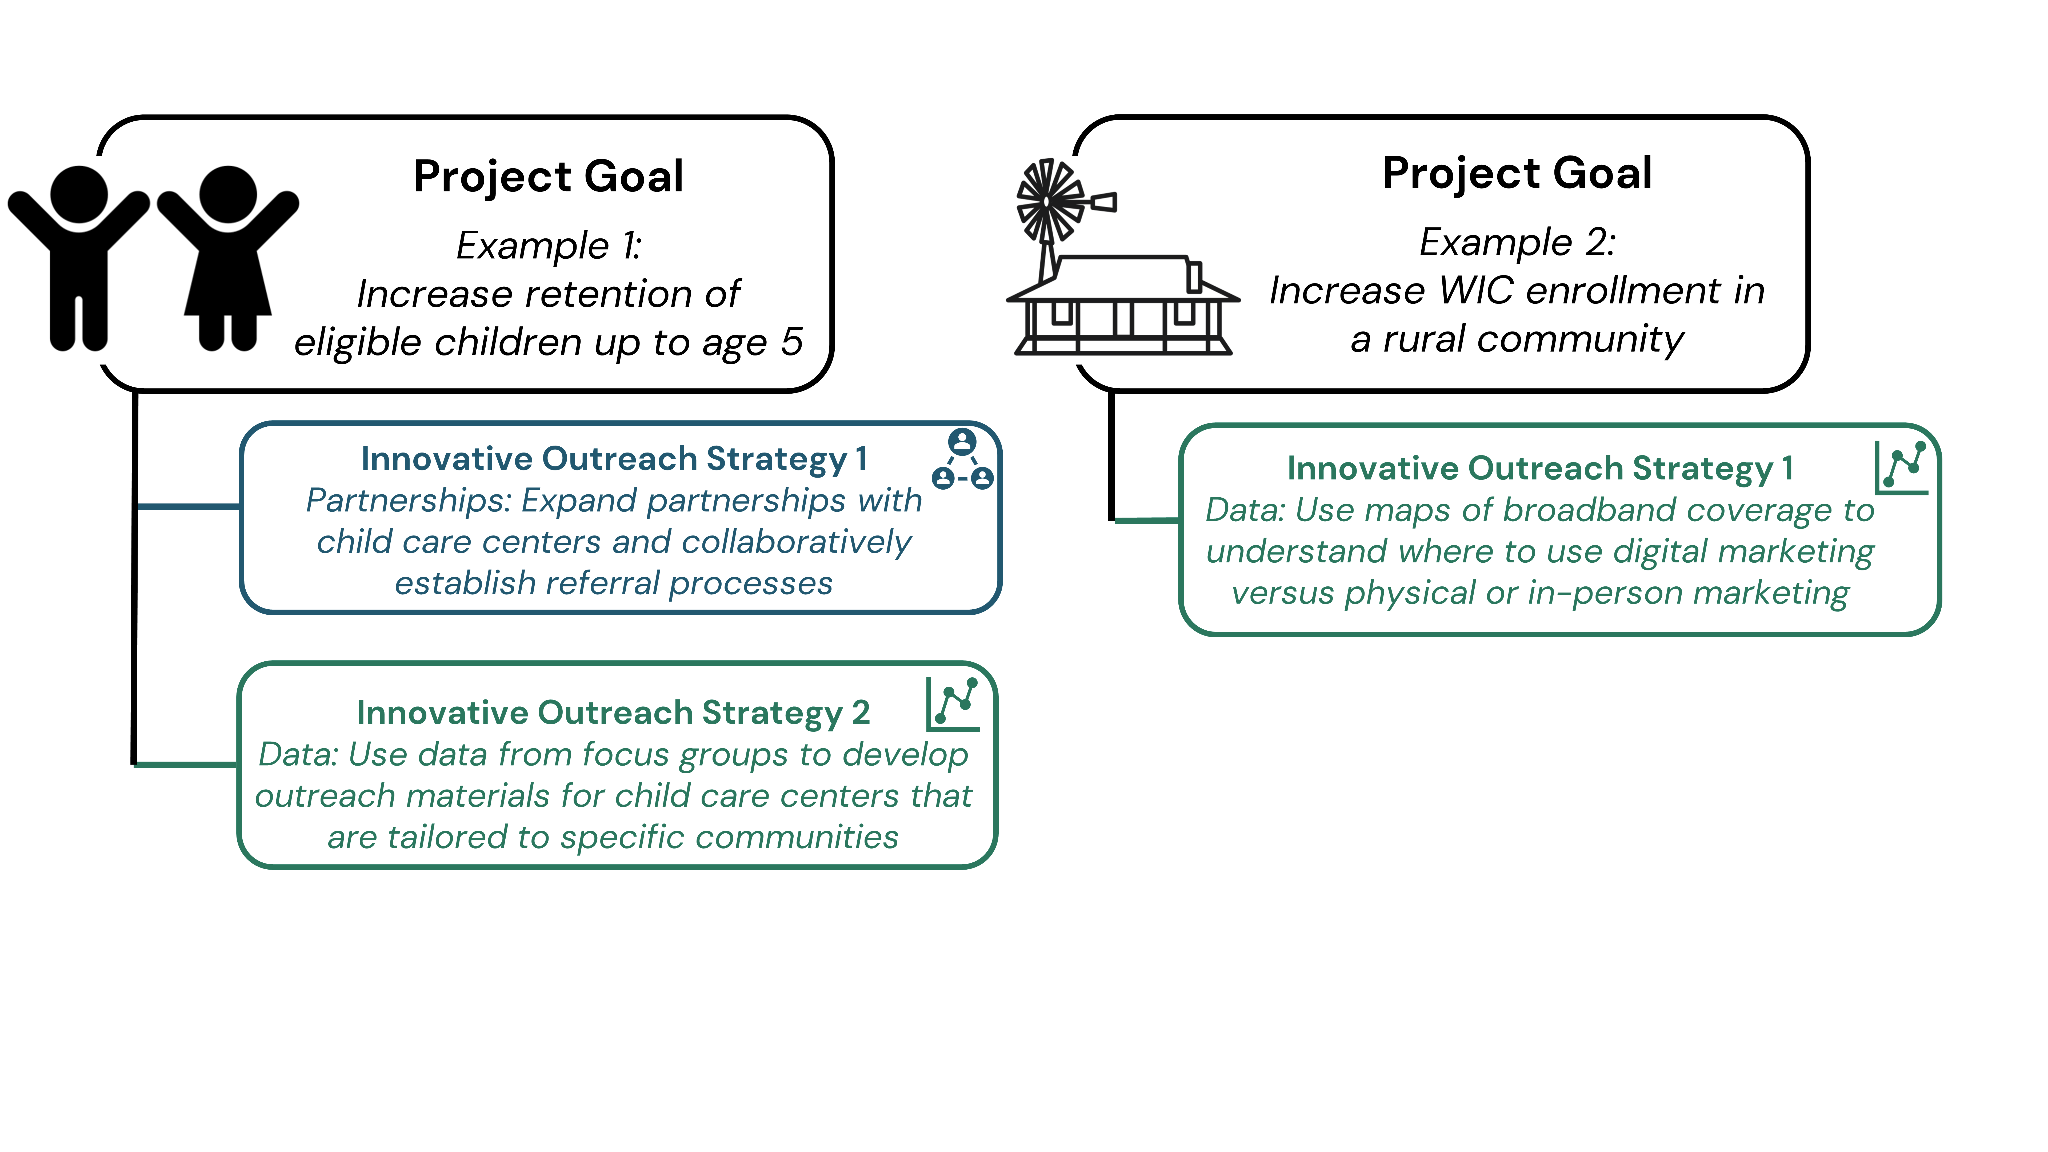 Project Goal
Example 1:
Increase retention of
eligible children up to age 5
Innovative Outreach Strategy 1
Partnerships: Expand partnerships with
child care centers and collaboratively
establish referral processes
Innovative Outreach Strategy 2
Data: Use data from focus groups to develop
outreach materials for child care centers that
are tailored to specific communities
Project Goal
Example 2:
Increase WIC enrollment in
a rural community
Innovative Outreach Strategy 1
Data: Use maps of broadband coverage to
understand where to use digital marketing
versus physical or in-person marketing